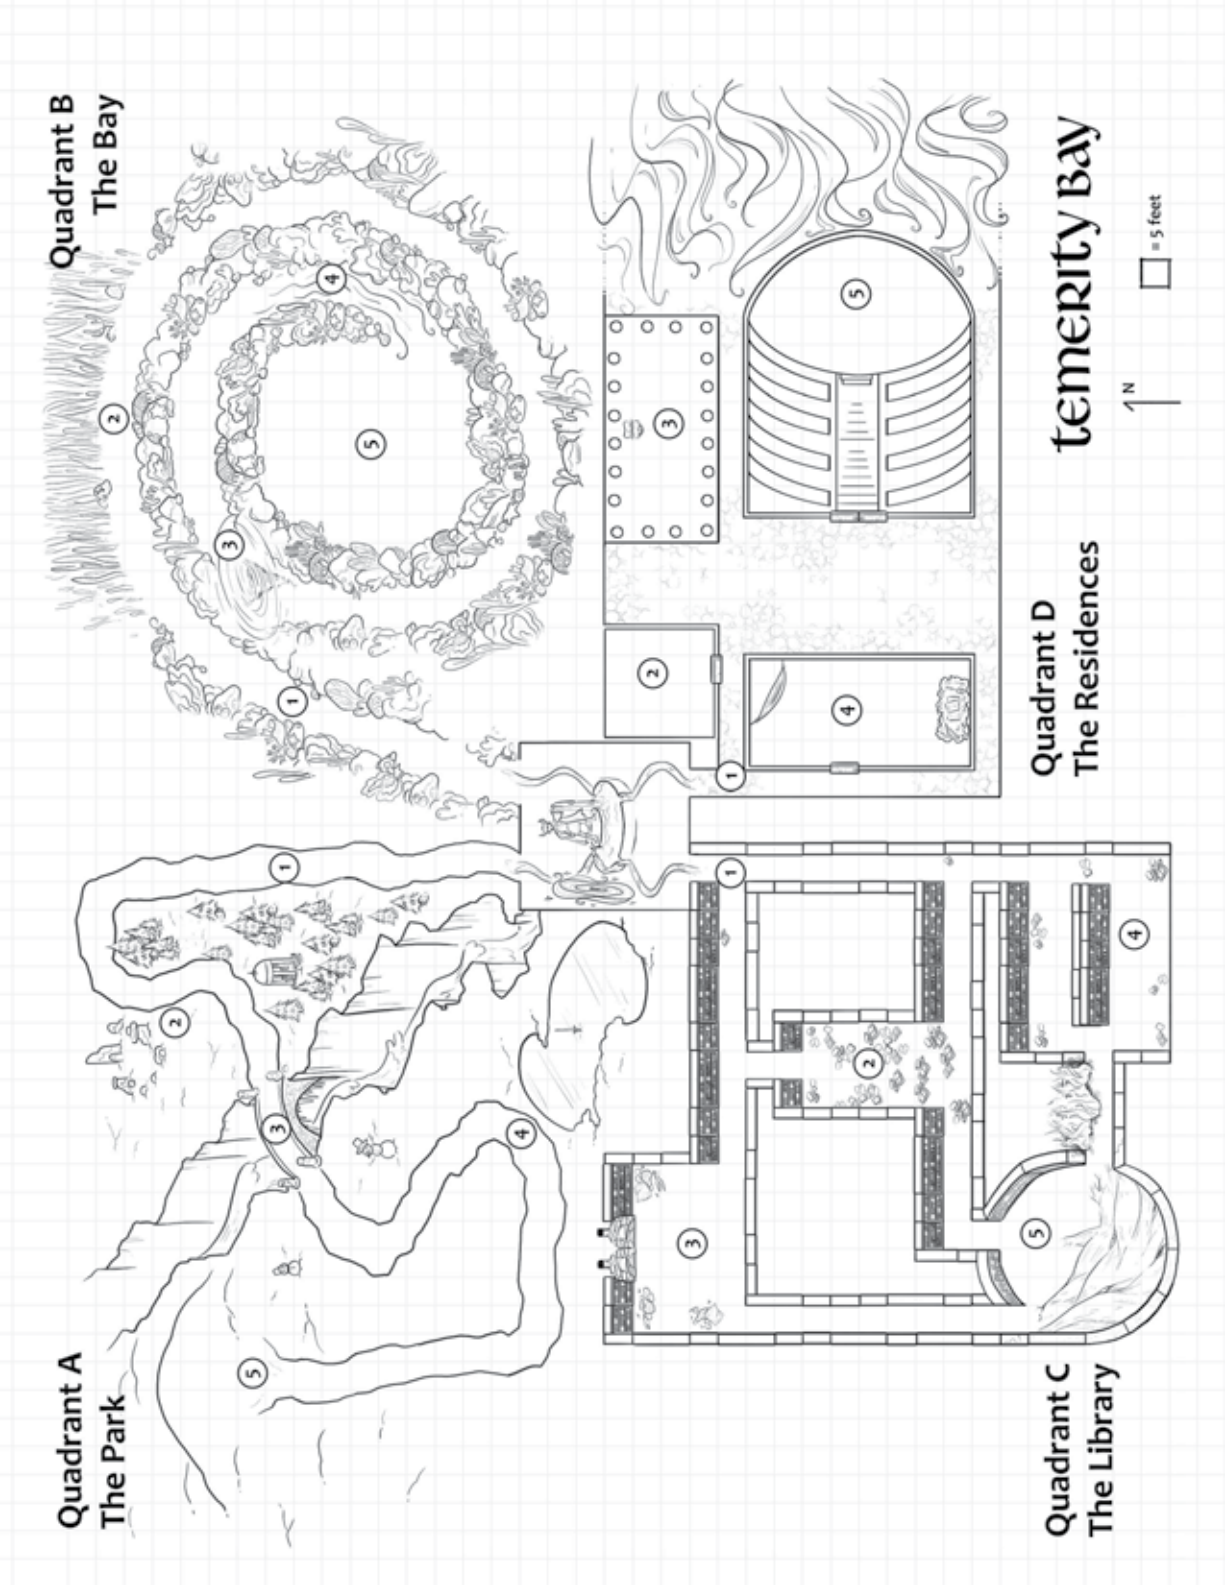 Quadrant A
The Park
1
2
3
4
5
Quadrant B
The Bay
1
2
3
4
5
Quadrant C
The Library
1
2
3
4
5
Quadrant D
The Residences
1
2
3
4
5
temerity Bay
N
= 5 feet